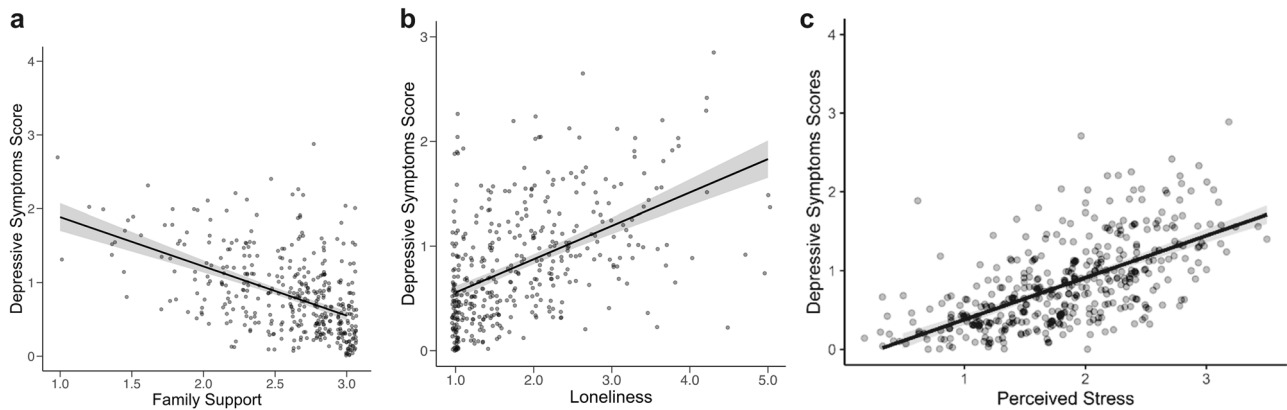 a
Depressive Symptoms Score
4
3
2
1
0
1.0 1.5 2.0 2.5 3.0
Family Support
b
Depressive Symptoms Score
3
2
1
0
1.0 2.0 3.0 4.0 5.0
Loneliness
c
Depressive Symptoms Scores
4
3
2
1
0
1 2 3
Perceived Stress